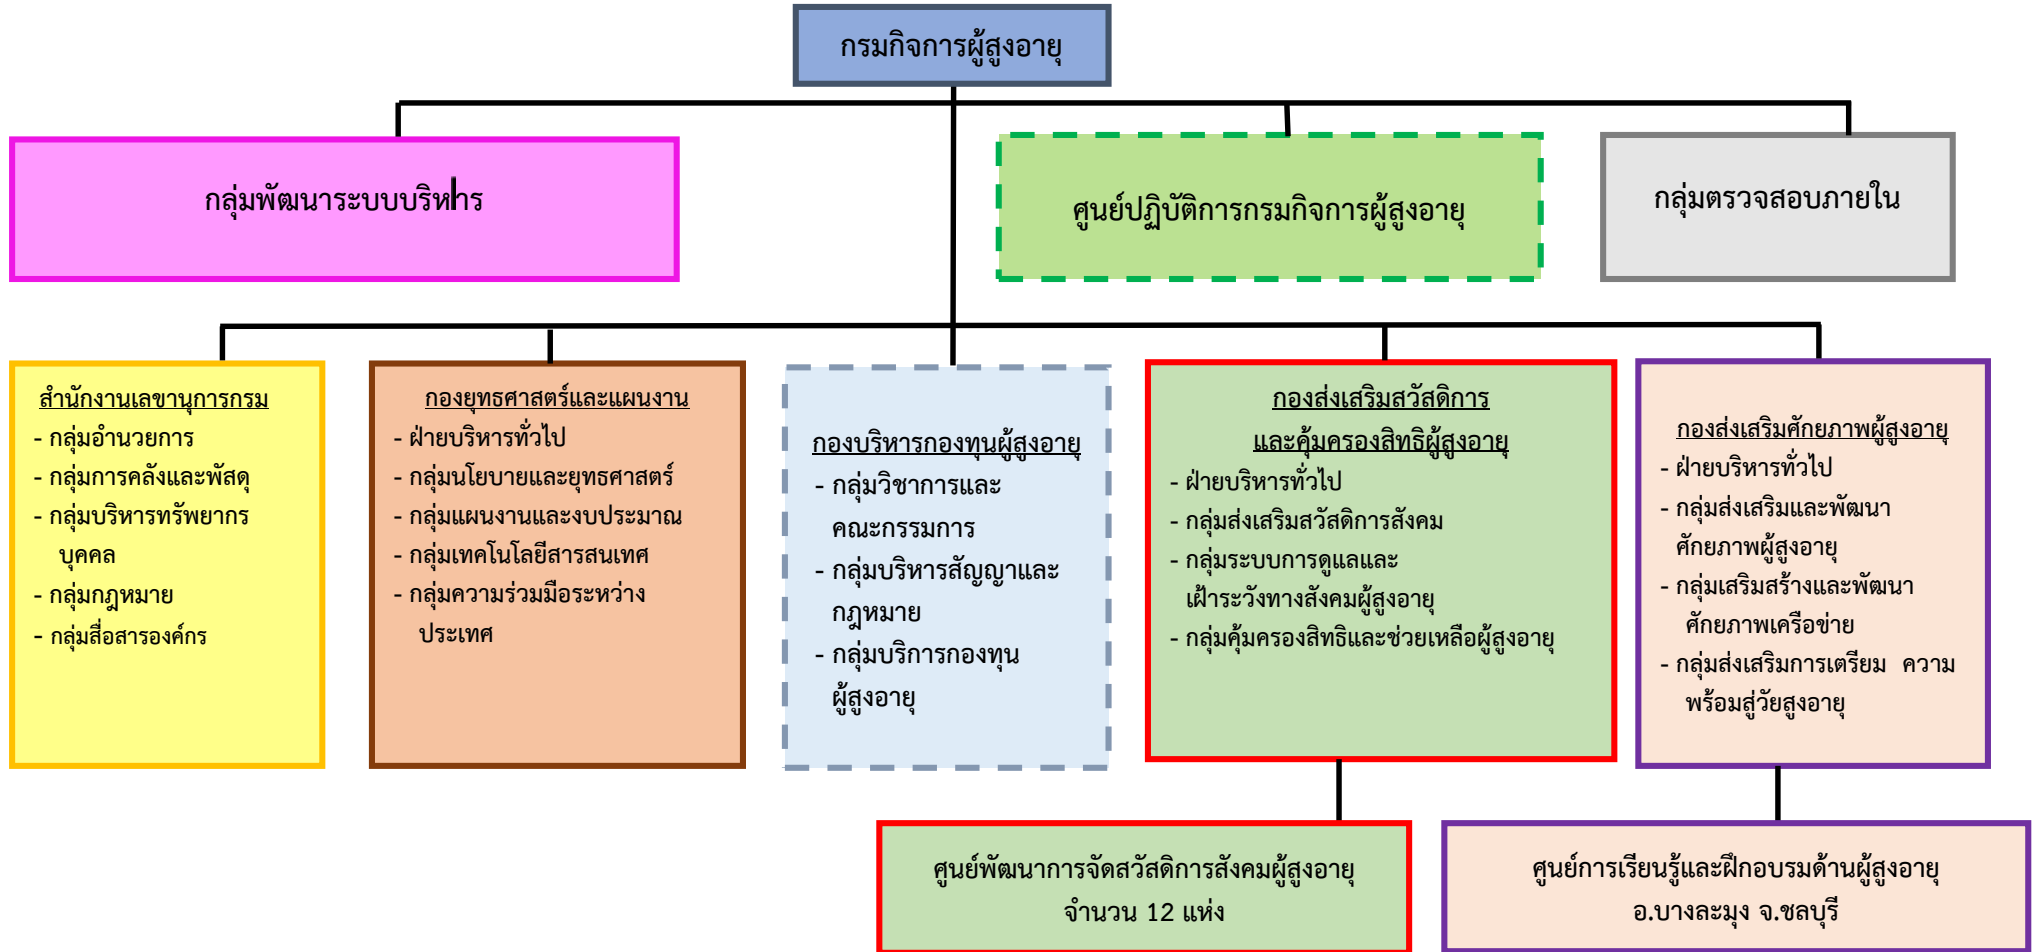 กรมกิจการผู้สูงอายุ
กลุ่มพัฒนาระบบบริหาร
ศูนย์ปฏิบัติการกรมกิจการผู้สูงอายุ
กลุ่มตรวจสอบภายใน
สำนักงานเลขานุการกรม
- กลุ่มอำนวยการ
- กลุ่มการคลังและพัสดุ
- กลุ่มบริหารทรัพยากร
บุคคล
- กลุ่มกฎหมาย
- กลุ่มสื่อสารองค์กร
กองยุทธศาสตร์และแผนงาน
- ฝ่ายบริหารทั่วไป
- กลุ่มนโยบายและยุทธศาสตร์
- กลุ่มแผนงานและงบประมาณ
- กลุ่มเทคโนโลยีสารสนเทศ
- กลุ่มความร่วมมือระหว่าง
ประเทศ
กองบริหารกองทุนผู้สูงอายุ
- กลุ่มวิชาการและ
คณะกรรมการ
- กลุ่มบริหารสัญญาและ
กฎหมาย
- กลุ่มบริการกองทุน
ผู้สูงอายุ
กองส่งเสริมสวัสดิการ
และคุ้มครองสิทธิผู้สูงอายุ
- ฝ่ายบริหารทั่วไป
- กลุ่มส่งเสริมสวัสดิการสังคม
- กลุ่มระบบการดูแลและ
เฝ้าระวังทางสังคมผู้สูงอายุ
- กลุ่มคุ้มครองสิทธิและช่วยเหลือผู้สูงอายุ
กองส่งเสริมศักยภาพผู้สูงอายุ
- ฝ่ายบริหารทั่วไป
- กลุ่มส่งเสริมและพัฒนา
ศักยภาพผู้สูงอายุ
- กลุ่มเสริมสร้างและพัฒนา
ศักยภาพเครือข่าย
- กลุ่มส่งเสริมการเตรียม ความ
พร้อมสู่วัยสูงอายุ
ศูนย์พัฒนาการจัดสวัสดิการสังคมผู้สูงอายุ
จำนวน 12 แห่ง
ศูนย์การเรียนรู้และฝึกอบรมด้านผู้สูงอายุ
อ.บางละมุง จ.ชลบุรี